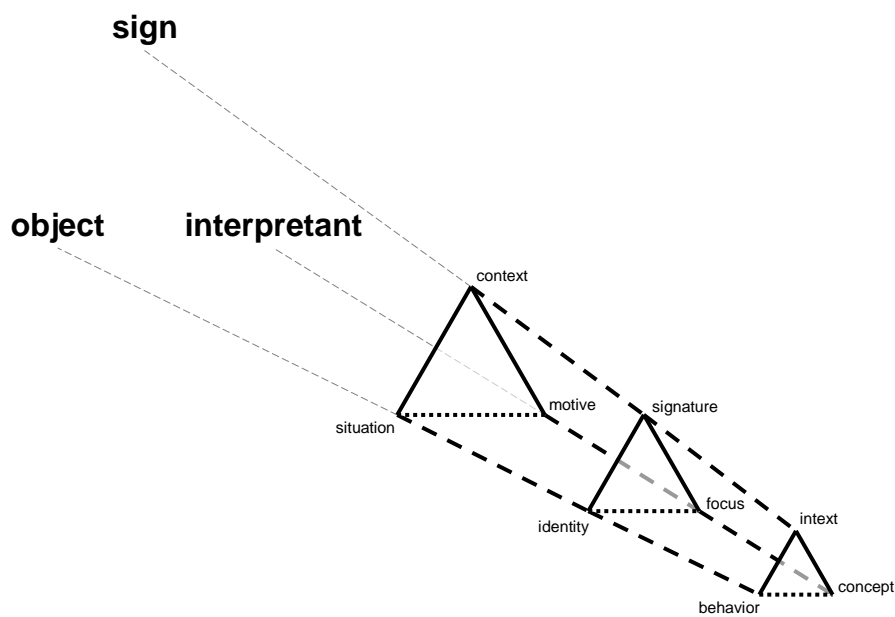 sign
object
interpretant
context
motive
situation
signature
focus
identity
intext
concept
behavior